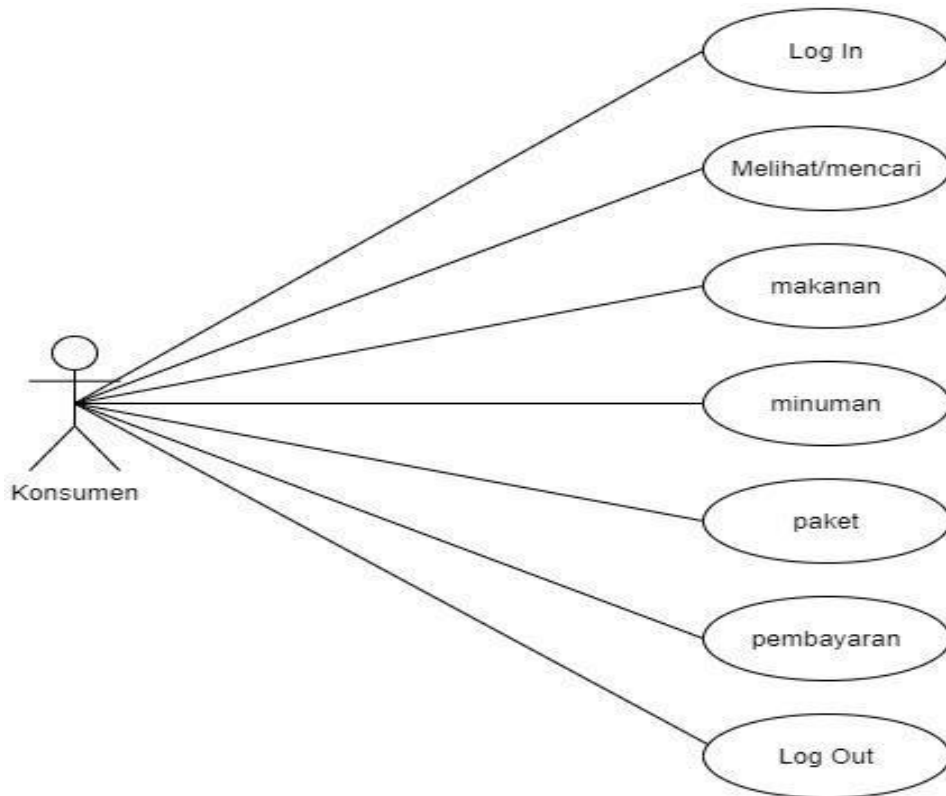 Log In
Melihat/mencari
makanan
minuman
Konsumen
paket
pembayaran
Log Out